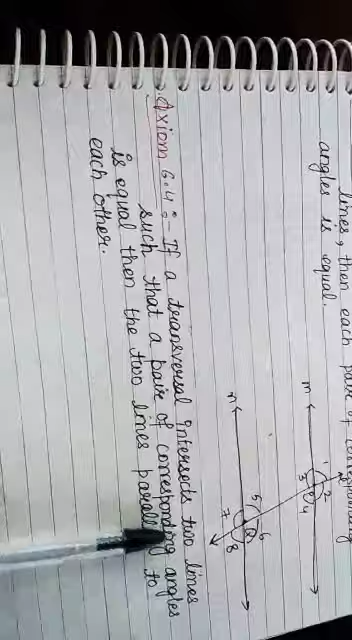 lines, then each pair of corresponding
angles is equal.
m
1
2
3
4
n
5
6
7
8
Axiom 6.4 :- If a transversal intersects two lines
such that a pair of corresponding angles
is equal then the two lines parallel to
each other.